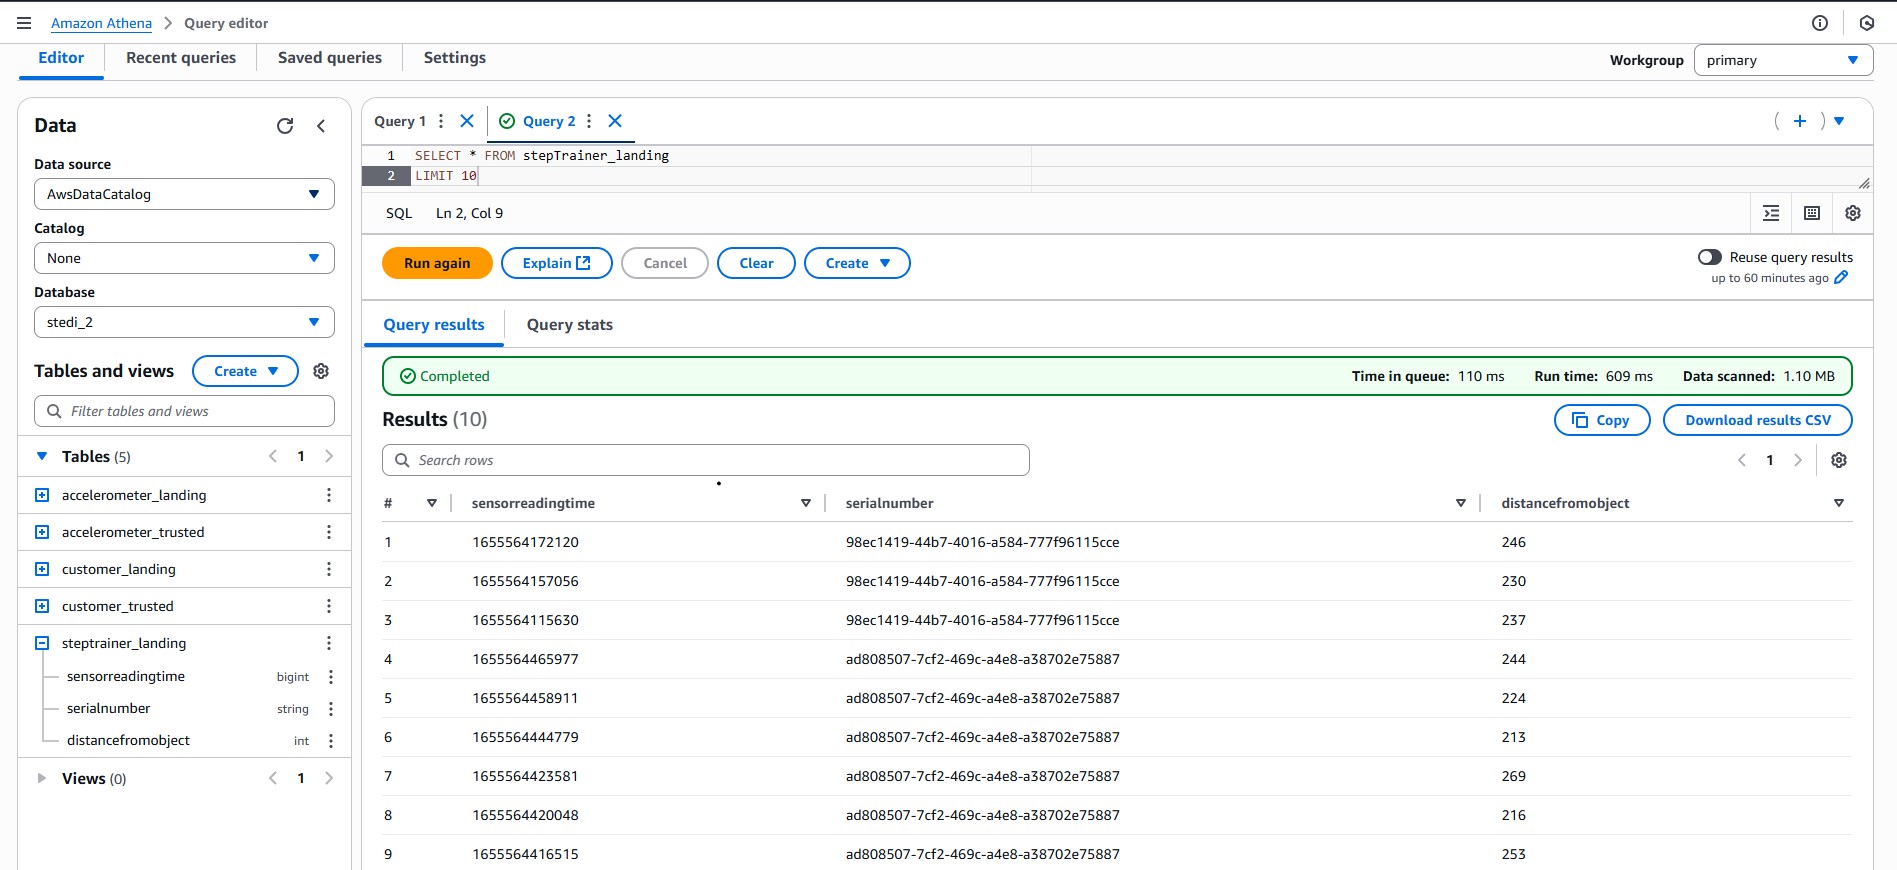 Amazon Athena > Query editor
Editor Recent queries Saved queries Settings
Workgroup primary
Data
Data source
AwsDataCatalog
Catalog
None
Database
stedi_2
Tables and views Create
Filter tables and views
Tables (5) 1
accelerometer_landing
accelerometer_trusted
customer_landing
customer_trusted
steptrainer_landing
sensorreadingtime bigint
serialnumber string
distancefromobject int
Views (0) 1
Query 1 Query 2
1 SELECT * FROM stepTrainer_landing
2 LIMIT 10
SQL Ln 2, Col 9
Run again Explain Cancel Clear Create
Reuse query results
up to 60 minutes ago
Query results Query stats
Completed Time in queue: 110 ms Run time: 609 ms Data scanned: 1.10 MB
Results (10) Copy Download results CSV
Search rows 1
# sensorreadingtime serialnumber distancefromobject
1 1655564172120 98ec1419-44b7-4016-a584-777f96115cce 246
2 1655564157056 98ec1419-44b7-4016-a584-777f96115cce 230
3 1655564115630 98ec1419-44b7-4016-a584-777f96115cce 237
4 1655564465977 ad808507-7cf2-469c-a4e8-a38702e75887 244
5 1655564458911 ad808507-7cf2-469c-a4e8-a38702e75887 224
6 1655564444779 ad808507-7cf2-469c-a4e8-a38702e75887 213
7 1655564423581 ad808507-7cf2-469c-a4e8-a38702e75887 269
8 1655564420048 ad808507-7cf2-469c-a4e8-a38702e75887 216
9 1655564416515 ad808507-7cf2-469c-a4e8-a38702e75887 253